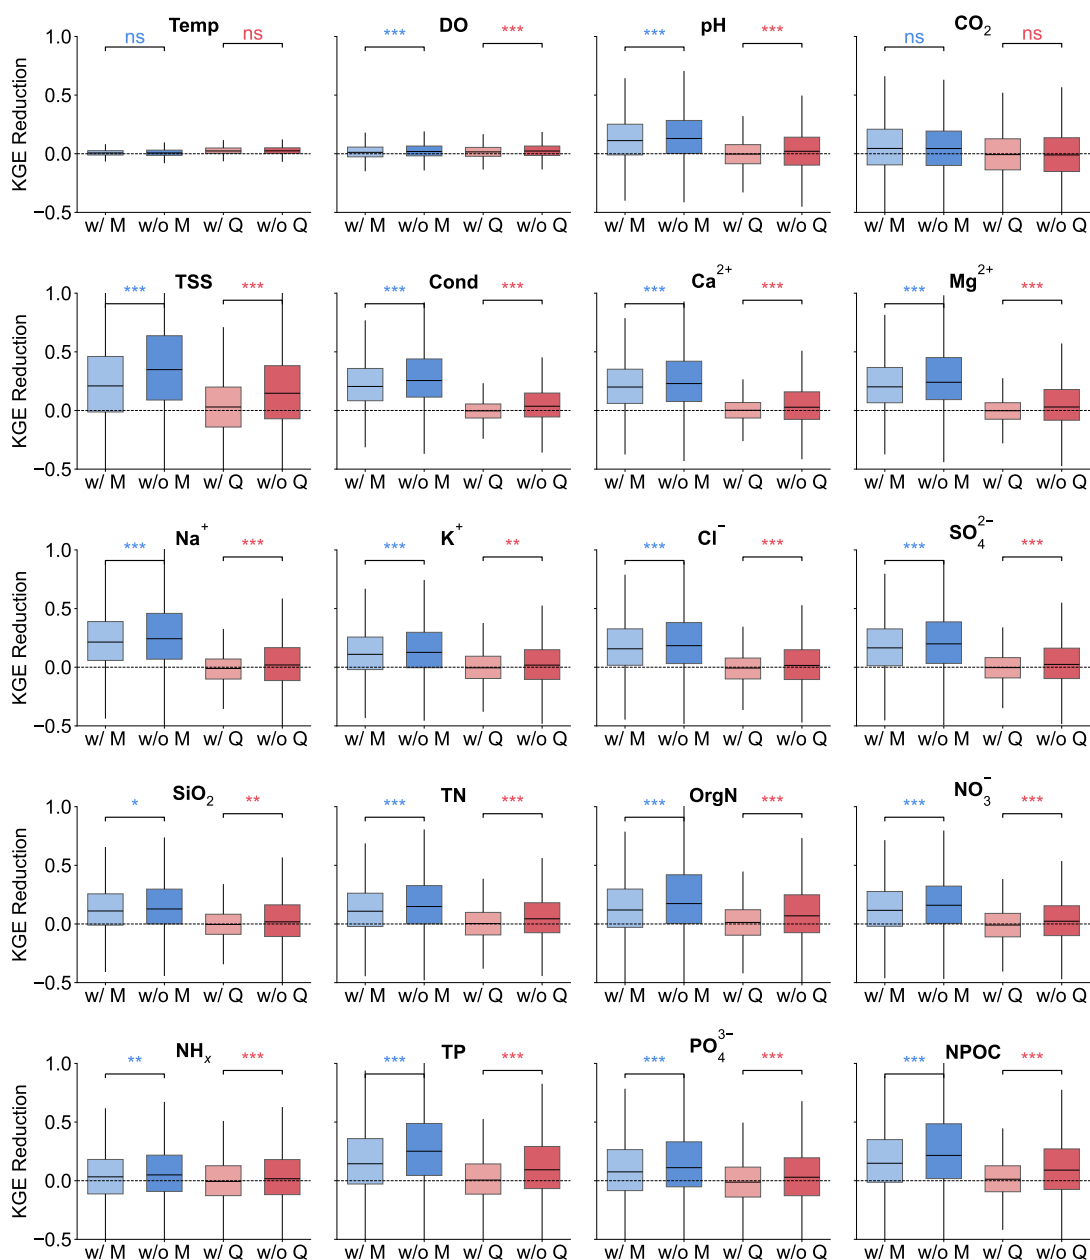 Temp DO pH CO₂
ns ns *** *** *** *** ns ns
KGE Reduction
1.0
0.5
0.0
−0.5
w/ M w/o M w/ Q w/o Q w/ M w/o M w/ Q w/o Q w/ M w/o M w/ Q w/o Q w/ M w/o M w/ Q w/o Q
TSS Cond Ca²⁺ Mg²⁺
*** *** *** *** *** *** *** ***
KGE Reduction
1.0
0.5
0.0
−0.5
w/ M w/o M w/ Q w/o Q w/ M w/o M w/ Q w/o Q w/ M w/o M w/ Q w/o Q w/ M w/o M w/ Q w/o Q
Na⁺ K⁺ Cl⁻ SO₄²⁻
*** *** *** ** *** *** *** ***
KGE Reduction
1.0
0.5
0.0
−0.5
w/ M w/o M w/ Q w/o Q w/ M w/o M w/ Q w/o Q w/ M w/o M w/ Q w/o Q w/ M w/o M w/ Q w/o Q
SiO₂ TN OrgN NO₃⁻
* ** *** *** *** *** *** ***
KGE Reduction
1.0
0.5
0.0
−0.5
w/ M w/o M w/ Q w/o Q w/ M w/o M w/ Q w/o Q w/ M w/o M w/ Q w/o Q w/ M w/o M w/ Q w/o Q
NHₓ TP PO₄³⁻ NPOC
** *** *** *** *** *** *** ***
KGE Reduction
1.0
0.5
0.0
−0.5
w/ M w/o M w/ Q w/o Q w/ M w/o M w/ Q w/o Q w/ M w/o M w/ Q w/o Q w/ M w/o M w/ Q w/o Q